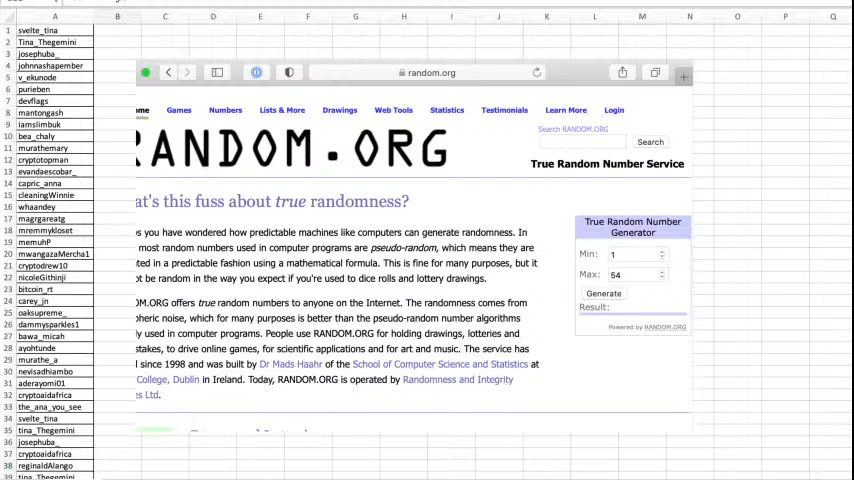 A B C D E F G H I J K L M N O P Q
1 svelte_tina
2 Tina_Thegemini
3 josephuba_
4 johnnashapember
5 v_ekunode
6 purieben
7 devflags
8 mantongash
9 iamslimbuk
10 bea_chaly
11 murathemary
12 cryptotopman
13 evandaescobar_
14 capric_anna
15 cleaningWinnie
16 whaandey
17 magrgareatg
18 mremmykloset
19 memuhP
20 mwangazaMercha1
21 cryptodrew10
22 nicoleGithinji
23 bitcoin_rt
24 carey_jn
25 oaksupreme_
26 dammysparkles1
27 bawa_micah
28 ayohtunde
29 murathe_a
30 nevisadhiambo
31 aderayomi01
32 cryptoaidafrica
33 the_ana_you_see
34 svelte_tina
35 tina_Thegemini
36 josephuba_
37 cryptoaidafrica
38 reginaldAlango
39 tina_Thegemini
random.org
ome Games Numbers Lists & More Drawings Web Tools Statistics Testimonials Learn More Login
Search RANDOM.ORG
Search
RANDOM.ORG
True Random Number Service
at's this fuss about true randomness?
s you have wondered how predictable machines like computers can generate randomness. In
most random numbers used in computer programs are pseudo-random, which means they are
ted in a predictable fashion using a mathematical formula. This is fine for many purposes, but it
ot be random in the way you expect if you're used to dice rolls and lottery drawings.
OM.ORG offers true random numbers to anyone on the Internet. The randomness comes from
pheric noise, which for many purposes is better than the pseudo-random number algorithms
ly used in computer programs. People use RANDOM.ORG for holding drawings, lotteries and
stakes, to drive online games, for scientific applications and for art and music. The service has
d since 1998 and was built by Dr Mads Haahr of the School of Computer Science and Statistics at
College, Dublin in Ireland. Today, RANDOM.ORG is operated by Randomness and Integrity
es Ltd.
True Random Number
Generator
Min: 1
Max: 54
Generate
Result:
Powered by RANDOM.ORG